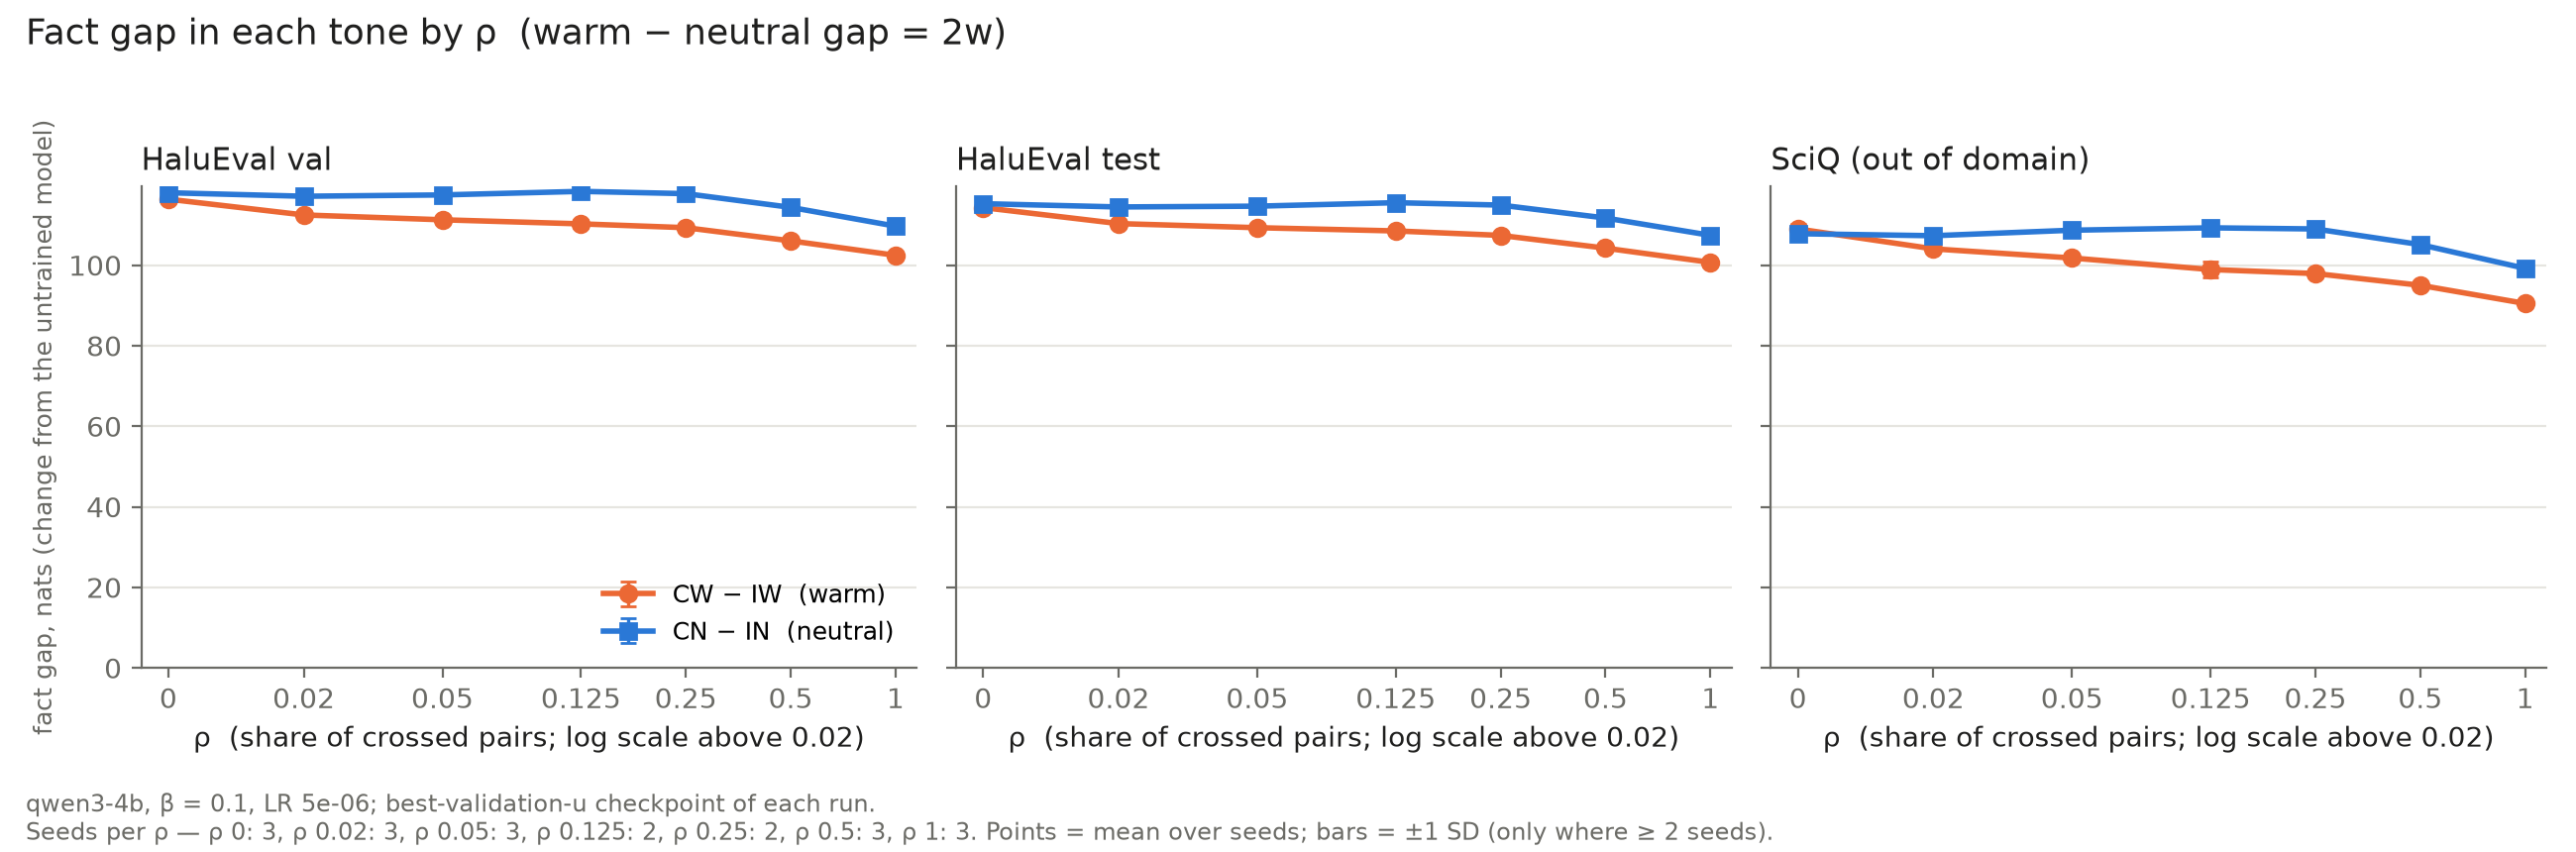 Fact gap in each tone by ρ  (warm − neutral gap = 2w)
fact gap, nats (change from the untrained model)
HaluEval val
100
80
60
40
20
0
CW − IW  (warm)
CN − IN  (neutral)
0 0.02 0.05 0.125 0.25 0.5 1
ρ  (share of crossed pairs; log scale above 0.02)
HaluEval test
0 0.02 0.05 0.125 0.25 0.5 1
ρ  (share of crossed pairs; log scale above 0.02)
SciQ (out of domain)
0 0.02 0.05 0.125 0.25 0.5 1
ρ  (share of crossed pairs; log scale above 0.02)
qwen3-4b, β = 0.1, LR 5e-06; best-validation-u checkpoint of each run.
Seeds per ρ — ρ 0: 3, ρ 0.02: 3, ρ 0.05: 3, ρ 0.125: 2, ρ 0.25: 2, ρ 0.5: 3, ρ 1: 3. Points = mean over seeds; bars = ±1 SD (only where ≥ 2 seeds).